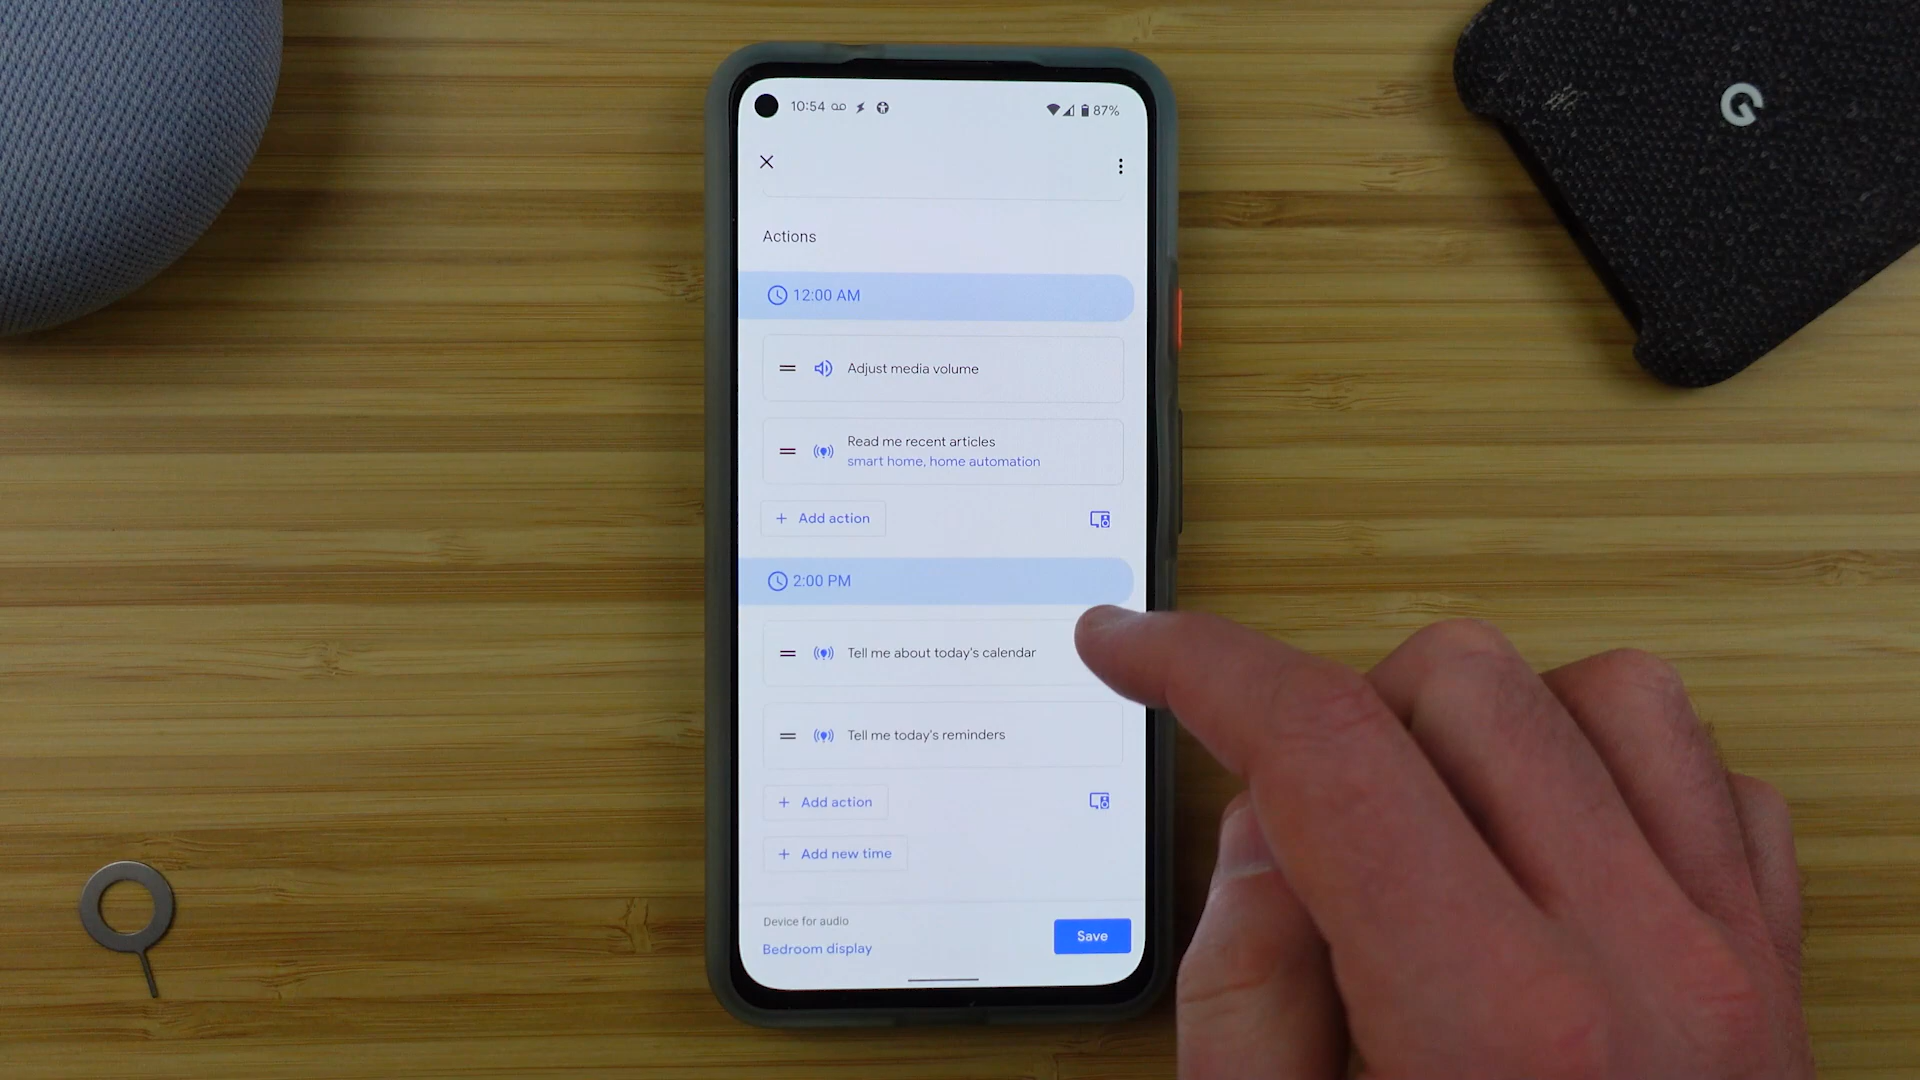 10:54
87%
Actions
12:00 AM
Adjust media volume
Read me recent articles
smart home, home automation
+ Add action
2:00 PM
Tell me about today's calendar
Tell me today's reminders
+ Add action
+ Add new time
Device for audio
Bedroom display
Save
G